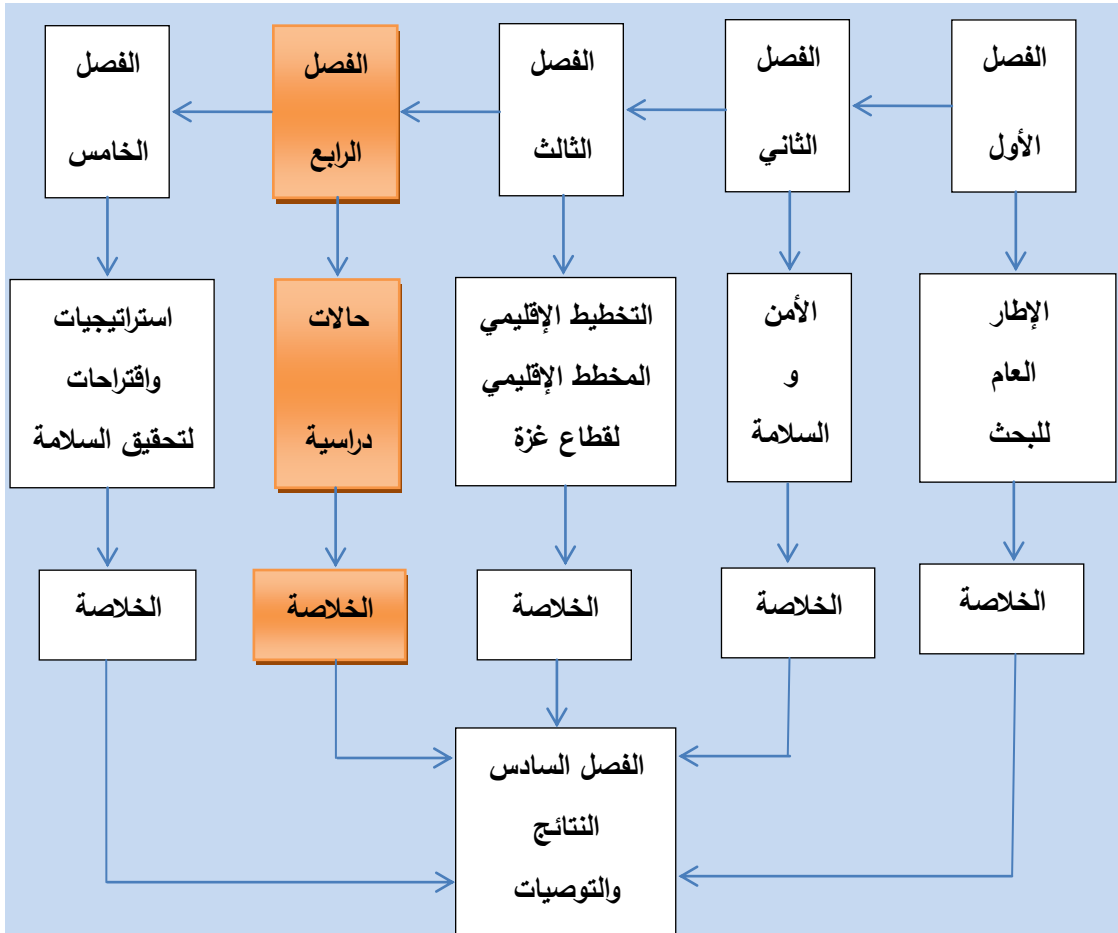 الفصل
الأول
الفصل
الثاني
الفصل
الثالث
الفصل
الرابع
الفصل
الخامس
الإطار
العام
للبحث
الأمن
و
السلامة
التخطيط الإقليمي
المخطط الإقليمي
لقطاع غزة
حالات
دراسية
استراتيجيات
واقتراحات
لتحقيق السلامة
الخلاصة
الخلاصة
الخلاصة
الخلاصة
الخلاصة
الفصل السادس
النتائج
والتوصيات